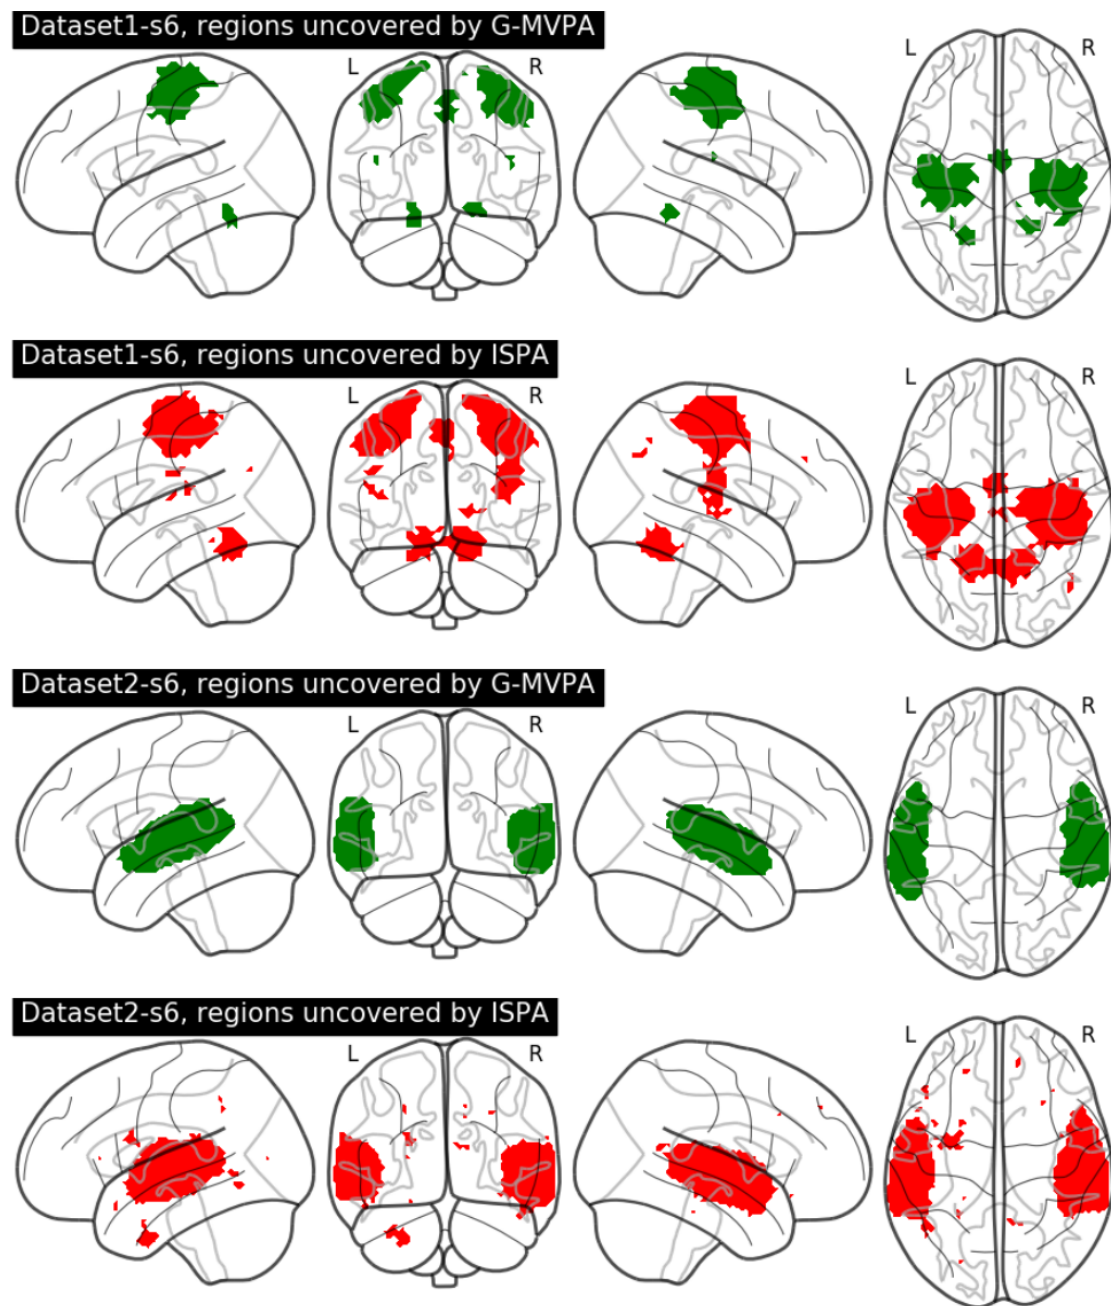 Dataset1-s6, regions uncovered by G-MVPA
L R L R
Dataset1-s6, regions uncovered by ISPA
L R L R
Dataset2-s6, regions uncovered by G-MVPA
L R L R
Dataset2-s6, regions uncovered by ISPA
L R L R